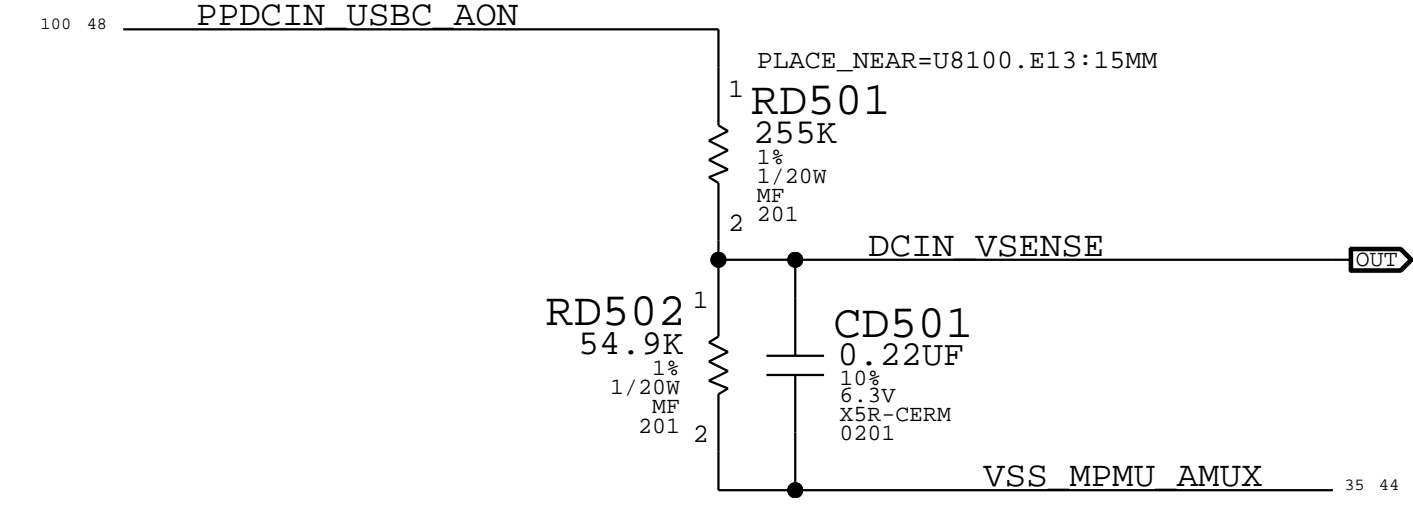 100 48 PPDCIN_USBC_AON
PLACE_NEAR=U8100.E13:15MM
1
RD501
255K
1%
1/20W
MF
201
2
DCIN_VSENSE
OUT
1
RD502
54.9K
1%
1/20W
MF
201
2
CD501
0.22UF
10%
6.3V
X5R-CERM
0201
VSS_MPMU_AMUX 35 44